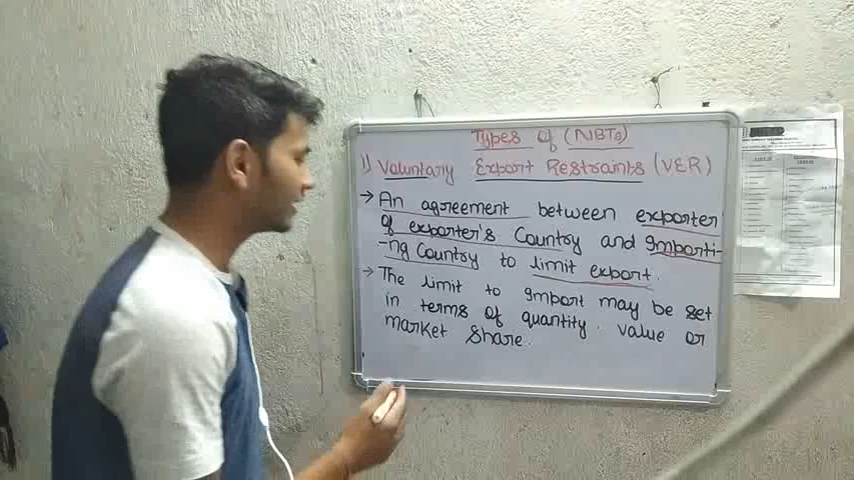 Types of (NBTs)
1) Voluntary Export Restraints (VER)
→ An agreement between exporter
of exporter's Country and Importi-
-ng Country to limit export.
→ The limit to Import may be set
in terms of quantity. value or
market share.